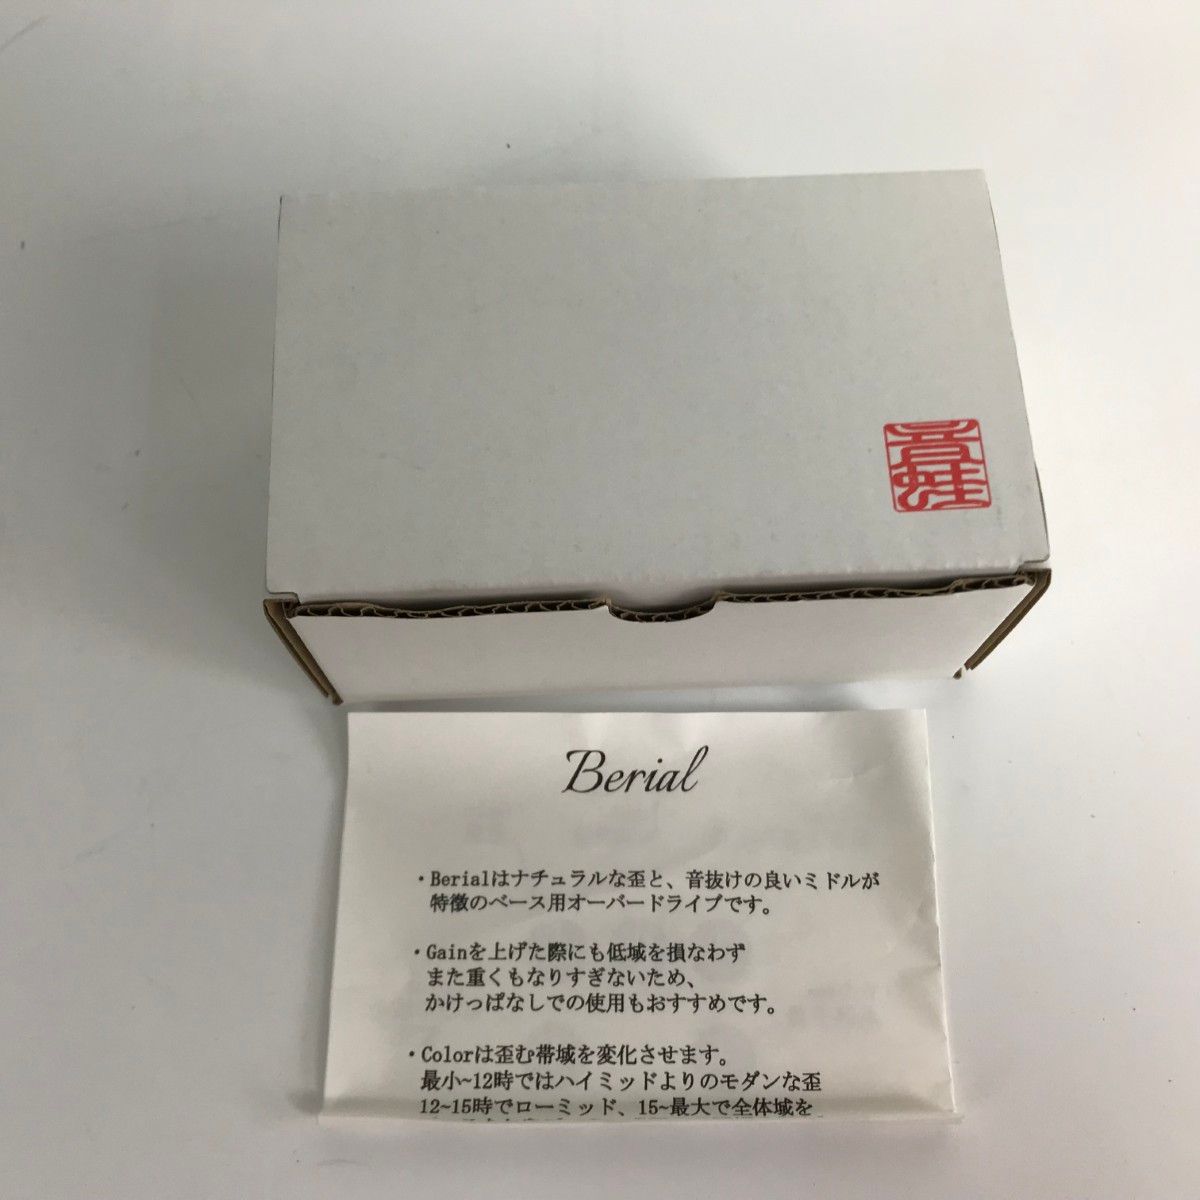 音蛙
Berial
・Berialはナチュラルな歪と、音抜けの良いミドルが
特徴のベース用オーバードライブです。
・Gainを上げた際にも低域を損なわず
また重くもなりすぎないため、
かけっぱなしでの使用もおすすめです。
・Colorは歪む帯域を変化させます。
最小~12時ではハイミッドよりのモダンな歪
12~15時でローミッド、15~最大で全体域を